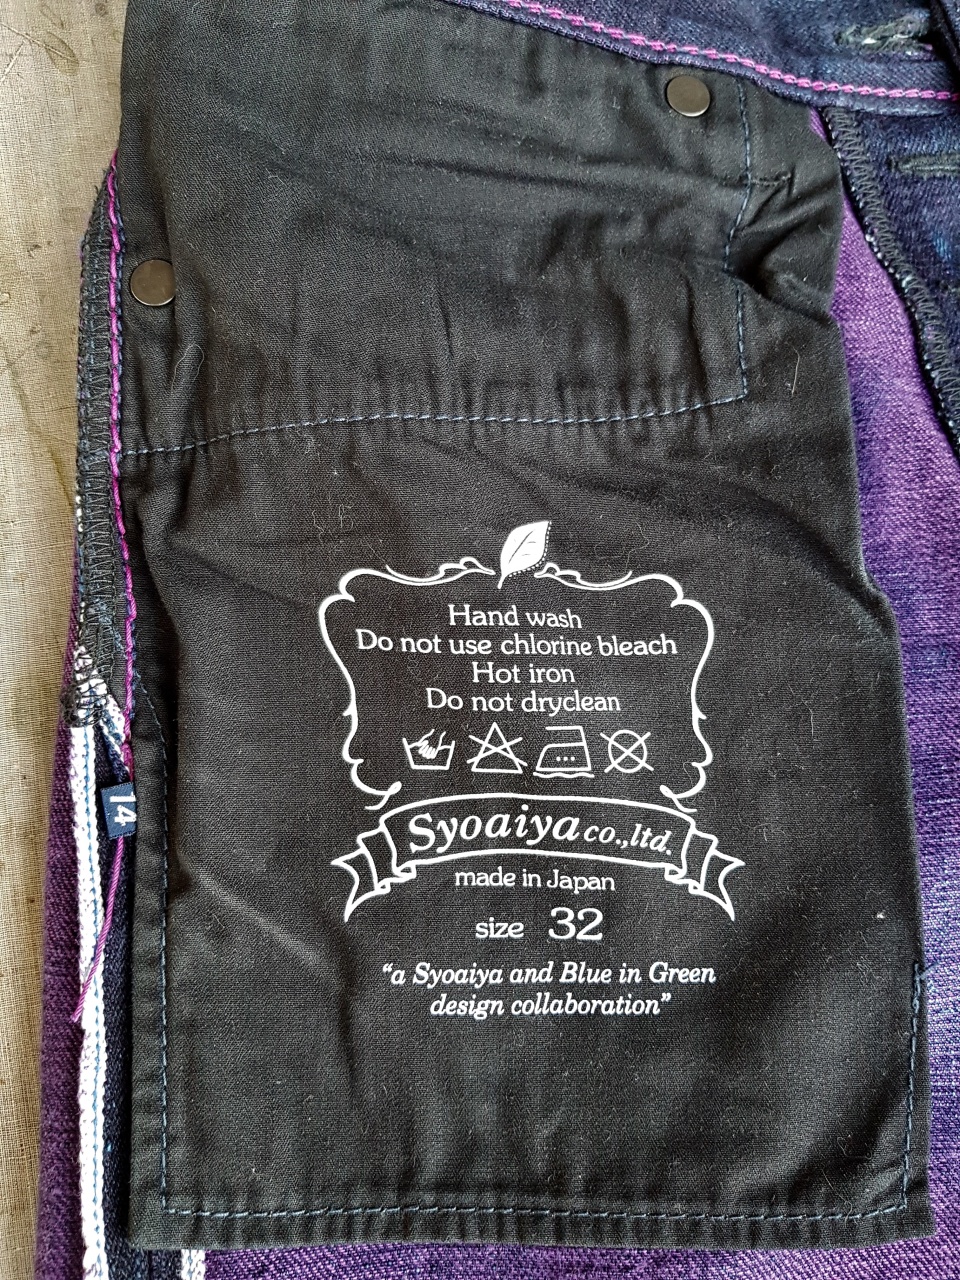 Hand wash
Do not use chlorine bleach
Hot iron
Do not dryclean
Syoaiya co.,ltd.
made in Japan
size 32
"a Syoaiya and Blue in Green
design collaboration"
14